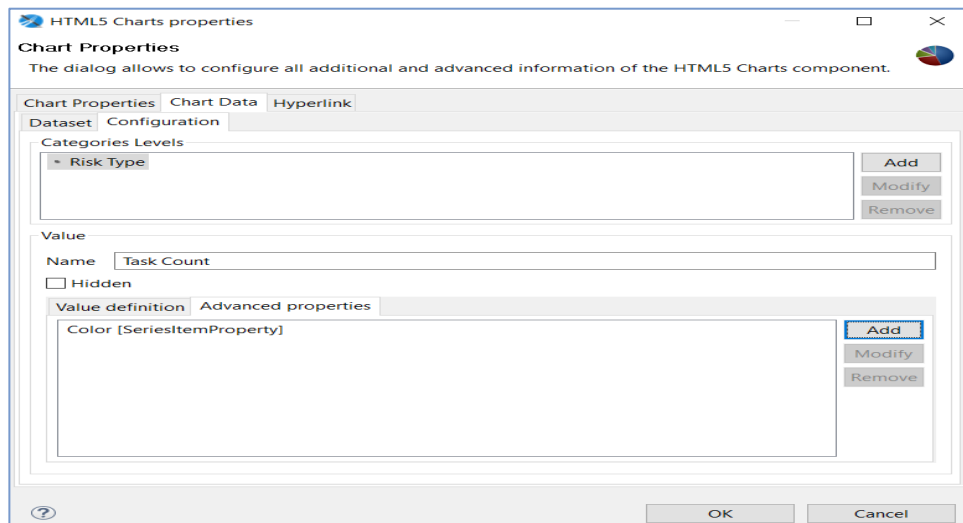 HTML5 Charts properties
Chart Properties
The dialog allows to configure all additional and advanced information of the HTML5 Charts component.
Chart Properties Chart Data Hyperlink
Dataset Configuration
Categories Levels
Risk Type
Add
Modify
Remove
Value
Name Task Count
Hidden
Value definition Advanced properties
Color [SeriesItemProperty]
Add
Modify
Remove
? OK Cancel